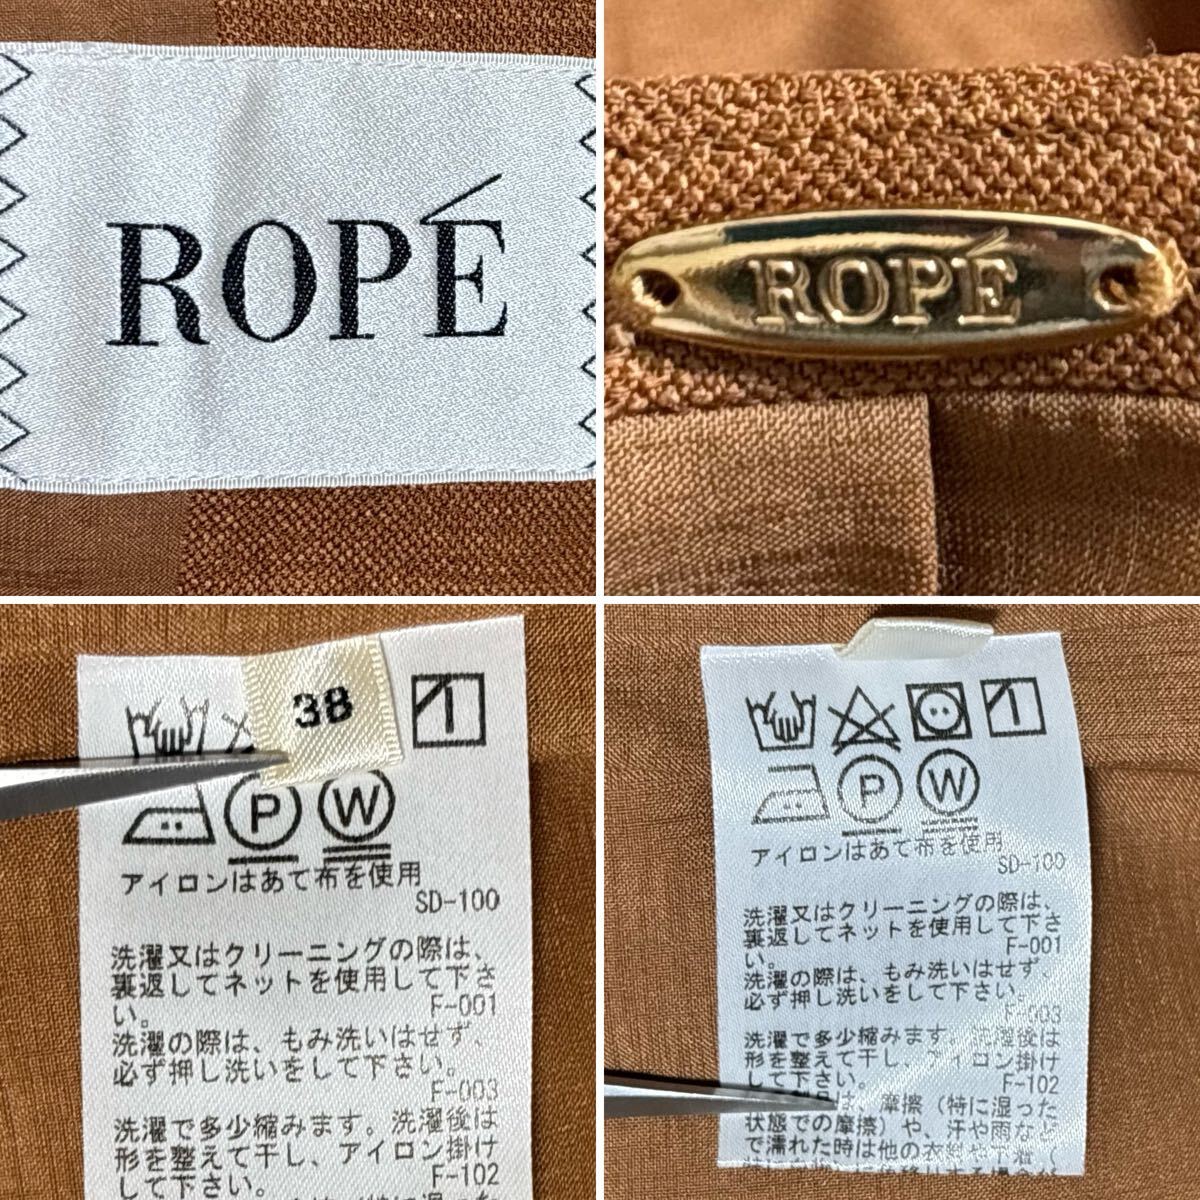 ROPÉ
ROPÉ
38
P W
アイロンはあて布を使用
SD-100
洗濯又はクリーニングの際は、
裏返してネットを使用して下さ
い。
F-001
洗濯の際は、もみ洗いはせず、
必ず押し洗いをして下さい。
F-003
洗濯で多少縮みます。洗濯後は
形を整えて干し、アイロン掛け
して下さい。
F-102
P W
アイロンはあて布を使用
SD-100
洗濯又はクリーニングの際は、
裏返してネットを使用して下さ
い。
F-001
洗濯の際は、もみ洗いはせず、
必ず押し洗いをして下さい。
F-003
洗濯で多少縮みます。洗濯後は
形を整えて干し、アイロン掛け
して下さい。
F-102
は、摩擦（特に湿った
状態での摩擦）や、汗や雨など
で濡れた時は他の衣料や下着（